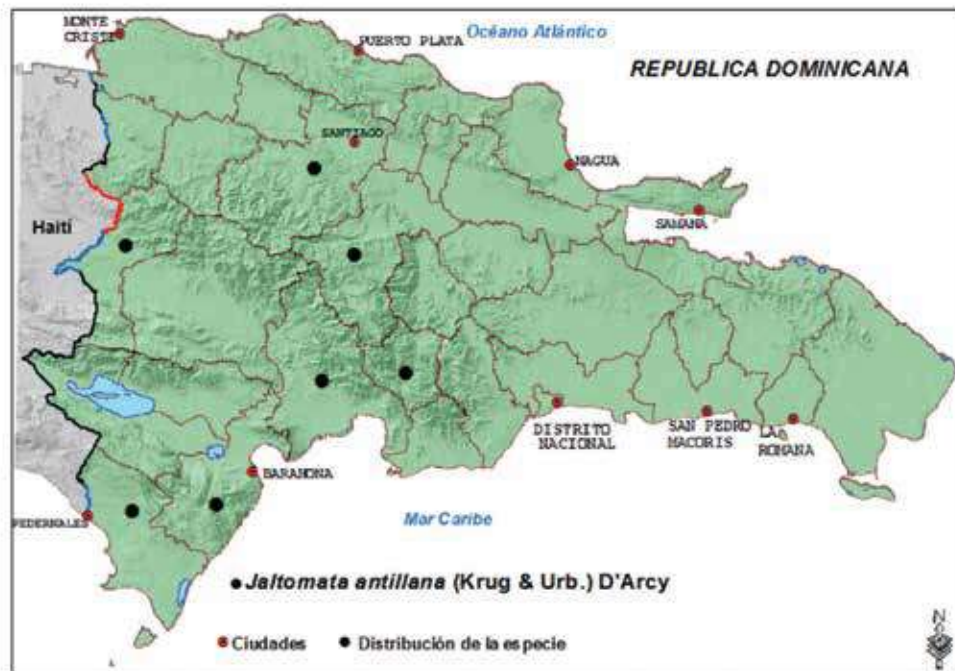 MONTE
CRISTI
PUERTO PLATA
Océano Atlántico
REPUBLICA DOMINICANA
SANTIAGO
NAGUA
SAMANA
Haití
DISTRITO
NACIONAL
SAN PEDRO
MACORIS
LA
ROMANA
BARAHONA
PEDERNALES
Mar Caribe
Jaltomata antillana (Krug & Urb.) D'Arcy
Ciudades
Distribución de la especie
N